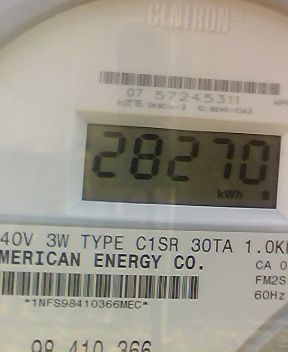 CENTRON
07 57245311
28270
kWh
40V 3W TYPE C1SR 30TA 1.0K
MERICAN ENERGY CO.
CA 0
FM2S
60Hz
*1NFS98410366MEC*
98 410 366